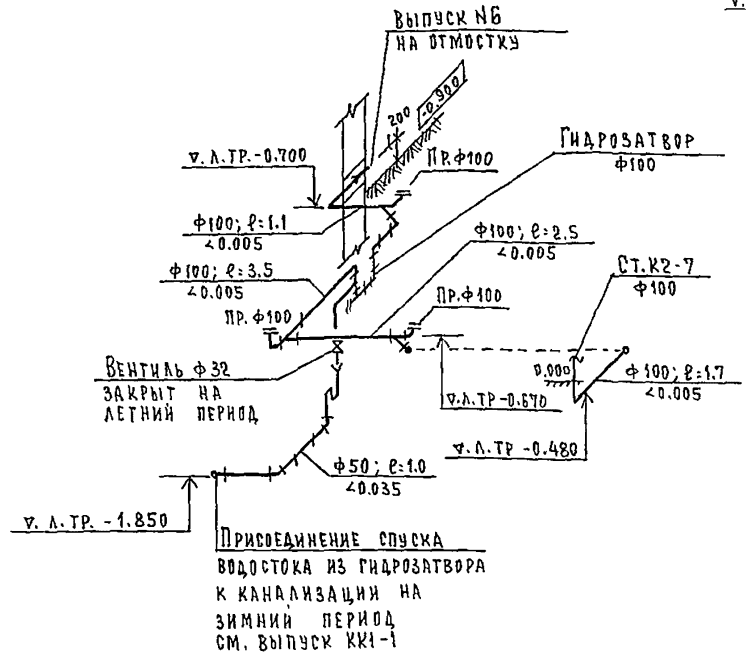 ВЫПУСК №6
НА ОТМОСТКУ
200
-0.900
ГИДРОЗАТВОР
Ф100
ПР.Ф100
▽.Л.ТР.-0.700
Ф100; ℓ=1.1
<0.005
Ф100; ℓ=2.5
<0.005
СТ.К2-7
Ф100
Ф100; ℓ=3.5
<0.005
ПР.Ф100
ПР.Ф100
0.000
Ф100; ℓ=1.7
<0.005
ВЕНТИЛЬ Ф32
ЗАКРЫТ НА
ЛЕТНИЙ ПЕРИОД
▽.Л.ТР-0.670
▽.Л.ТР -0.480
Ф50; ℓ=1.0
<0.035
▽.Л.ТР. -1.850
ПРИСОЕДИНЕНИЕ СПУСКА
ВОДОСТОКА ИЗ ГИДРОЗАТВОРА
К КАНАЛИЗАЦИИ НА
ЗИМНИЙ ПЕРИОД
СМ. ВЫПУСК КК1-1